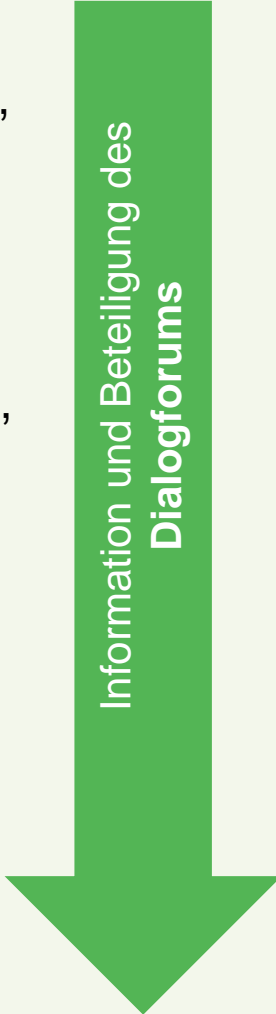 Information und Beteiligung des
Dialogforums
,
,